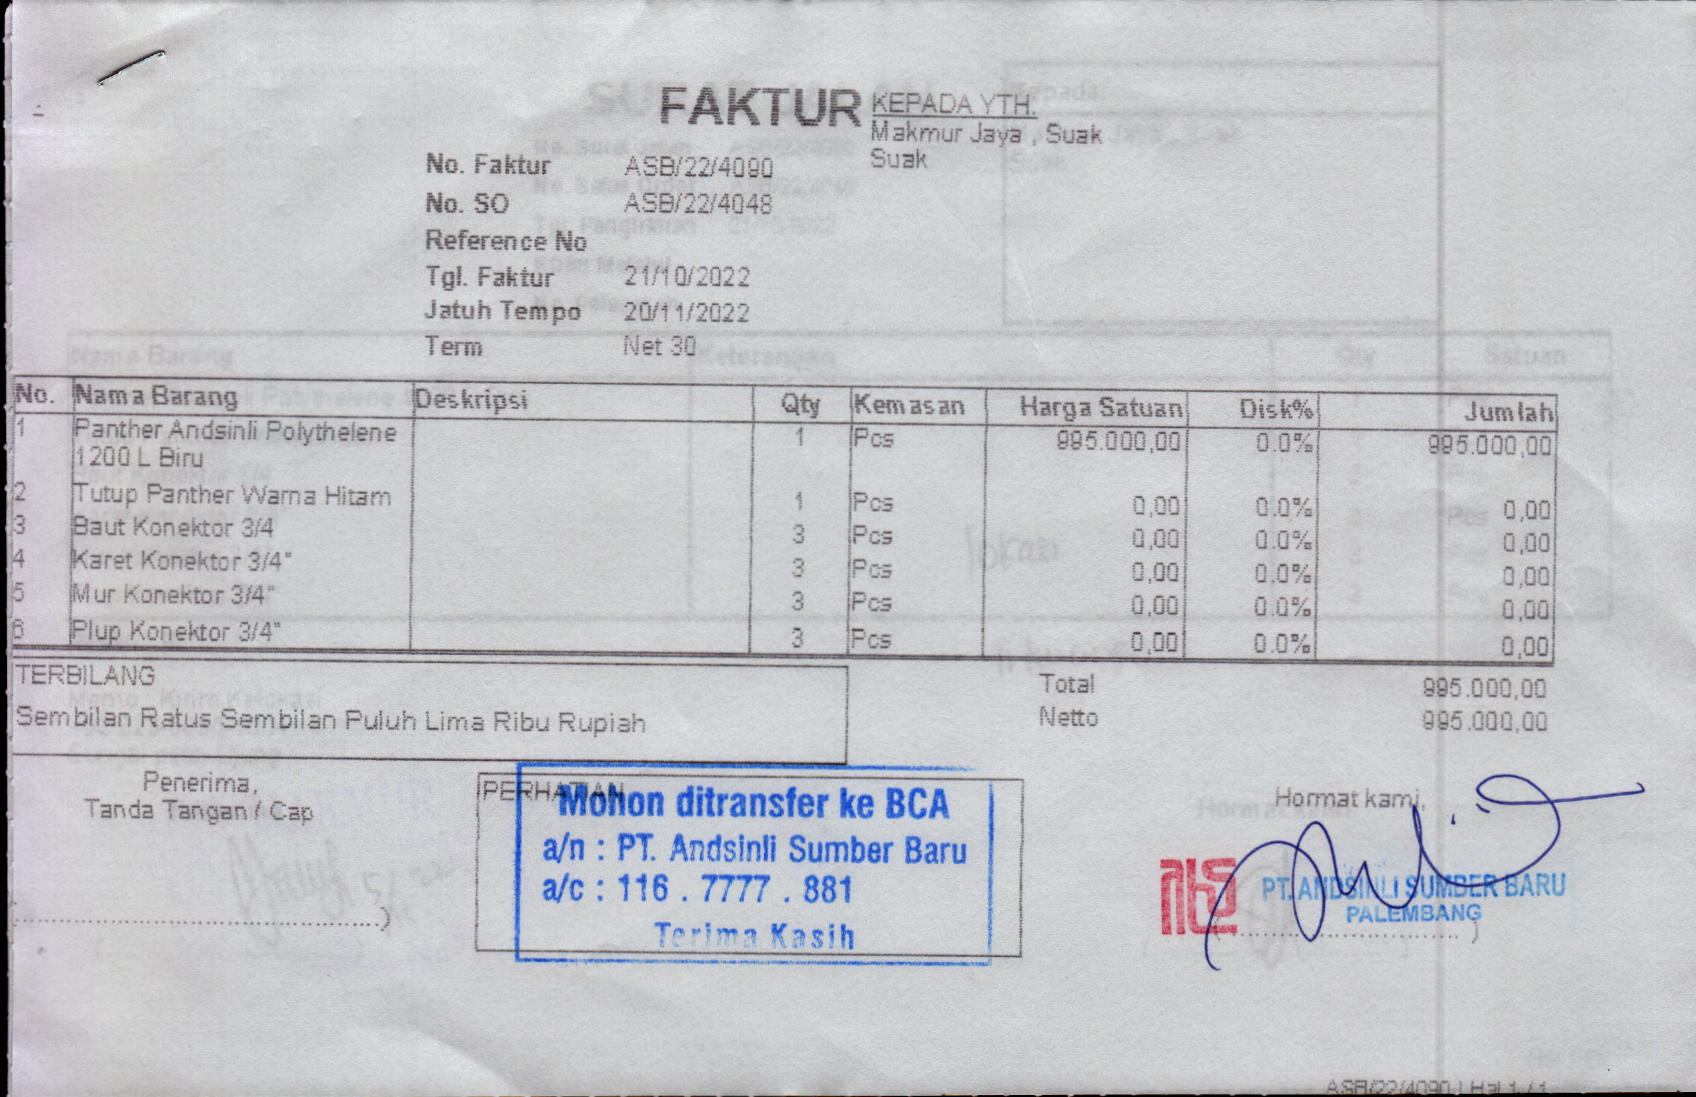 FAKTUR
KEPADA YTH.
Makmur Jaya , Suak
Suak
No. Faktur ASB/22/4090
No. SO ASB/22/4048
Reference No
Tgl. Faktur 21/10/2022
Jatuh Tempo 20/11/2022
Term Net 30
No. Nama Barang Deskripsi Qty Kemasan Harga Satuan Disk% Jumlah
1 Panther Andsinli Polythelene 1 Pcs 995.000,00 0.0% 995.000,00
1200 L Biru
2 Tutup Panther Warna Hitam 1 Pcs 0,00 0.0% 0,00
3 Baut Konektor 3/4 3 Pcs 0,00 0.0% 0,00
4 Karet Konektor 3/4" 3 Pcs 0,00 0.0% 0,00
5 Mur Konektor 3/4" 3 Pcs 0,00 0.0% 0,00
6 Plup Konektor 3/4" 3 Pcs 0,00 0.0% 0,00
TERBILANG
Sembilan Ratus Sembilan Puluh Lima Ribu Rupiah
Total 995.000,00
Netto 995.000,00
Penerima,
Tanda Tangan / Cap
PERHATIAN
Mohon ditransfer ke BCA
a/n : PT. Andsinli Sumber Baru
a/c : 116 . 7777 . 881
Terima Kasih
Hormat kami,
PT. ANDSINLI SUMBER BARU
PALEMBANG
ASB/22/4090 | Hal 1 / 1